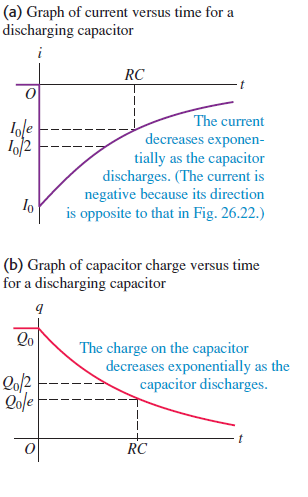 (a) Graph of current versus time for a
discharging capacitor
i
RC
t
O
I₀/e
I₀/2
The current
decreases exponen-
tially as the capacitor
discharges. (The current is
negative because its direction
I₀
is opposite to that in Fig. 26.22.)
(b) Graph of capacitor charge versus time
for a discharging capacitor
q
Q₀
The charge on the capacitor
decreases exponentially as the
Q₀/2
capacitor discharges.
Q₀/e
t
O
RC